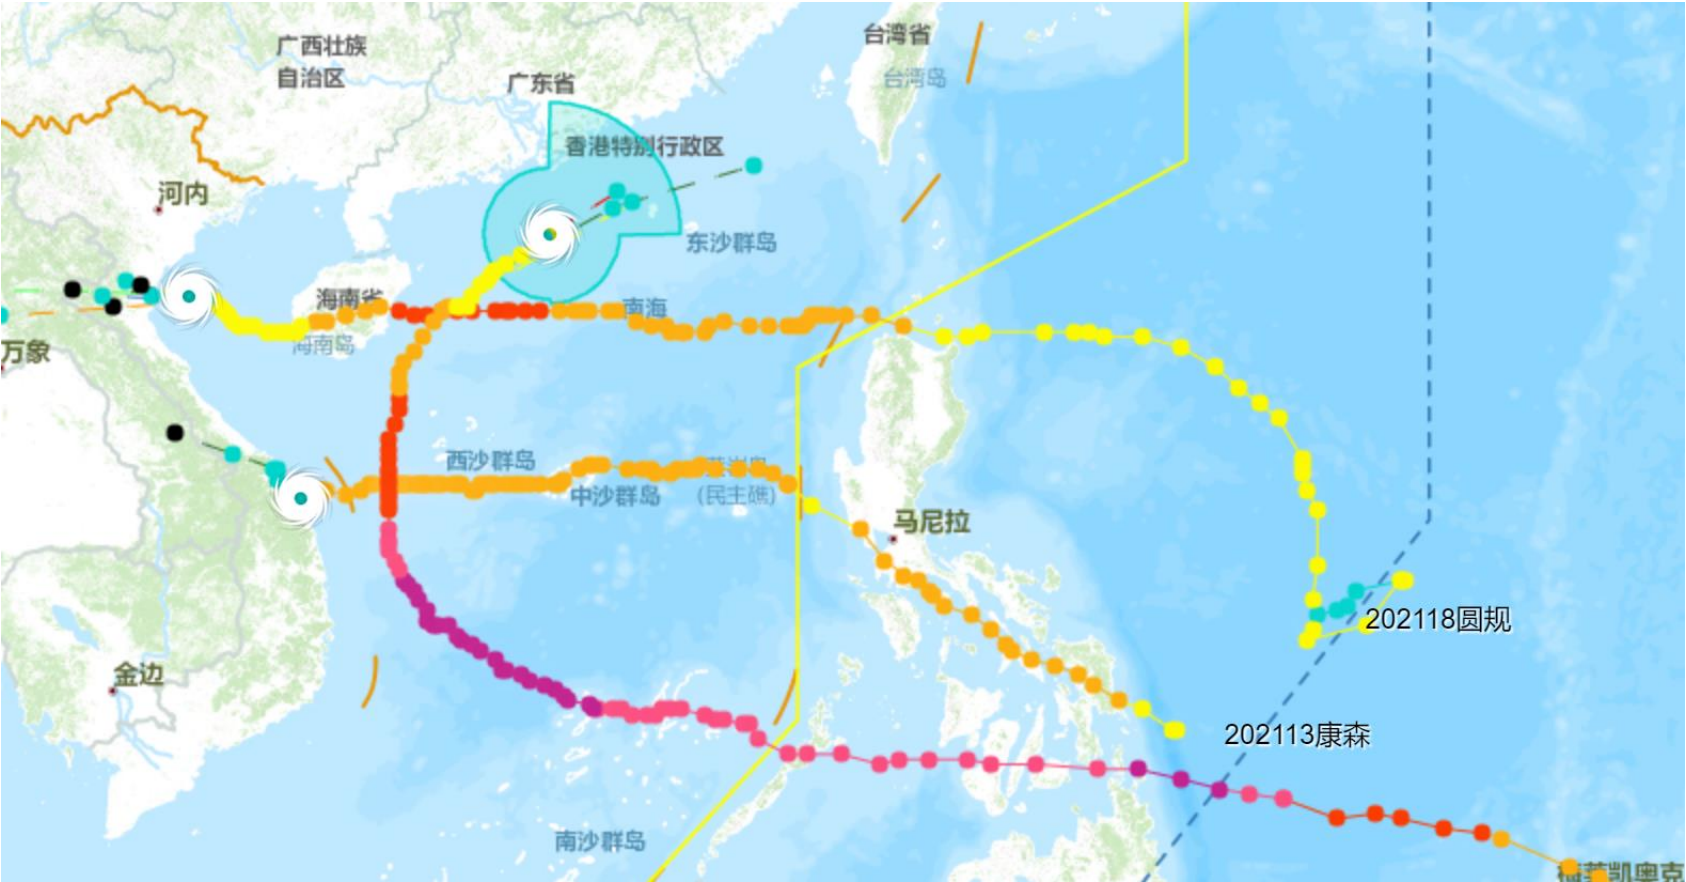 广西壮族
自治区
广东省
台湾省
台湾岛
香港特别行政区
河内
东沙群岛
海南省
南海
海南岛
万象
西沙群岛
中沙群岛
(民主礁)
马尼拉
202118圆规
金边
202113康森
南沙群岛